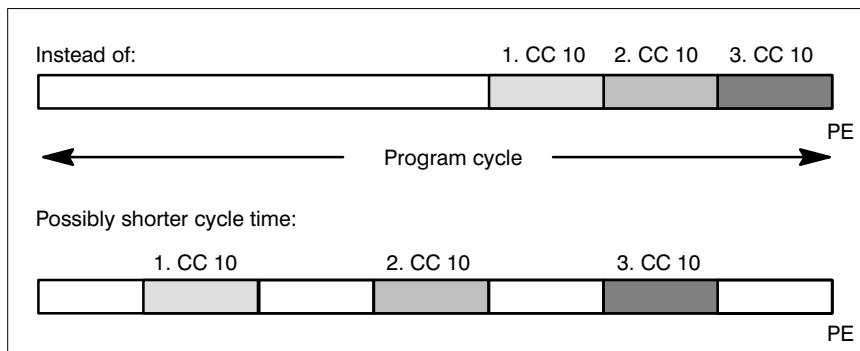 Instead of:
1. CC 10 2. CC 10 3. CC 10
PE
Program cycle
Possibly shorter cycle time:
1. CC 10 2. CC 10 3. CC 10
PE